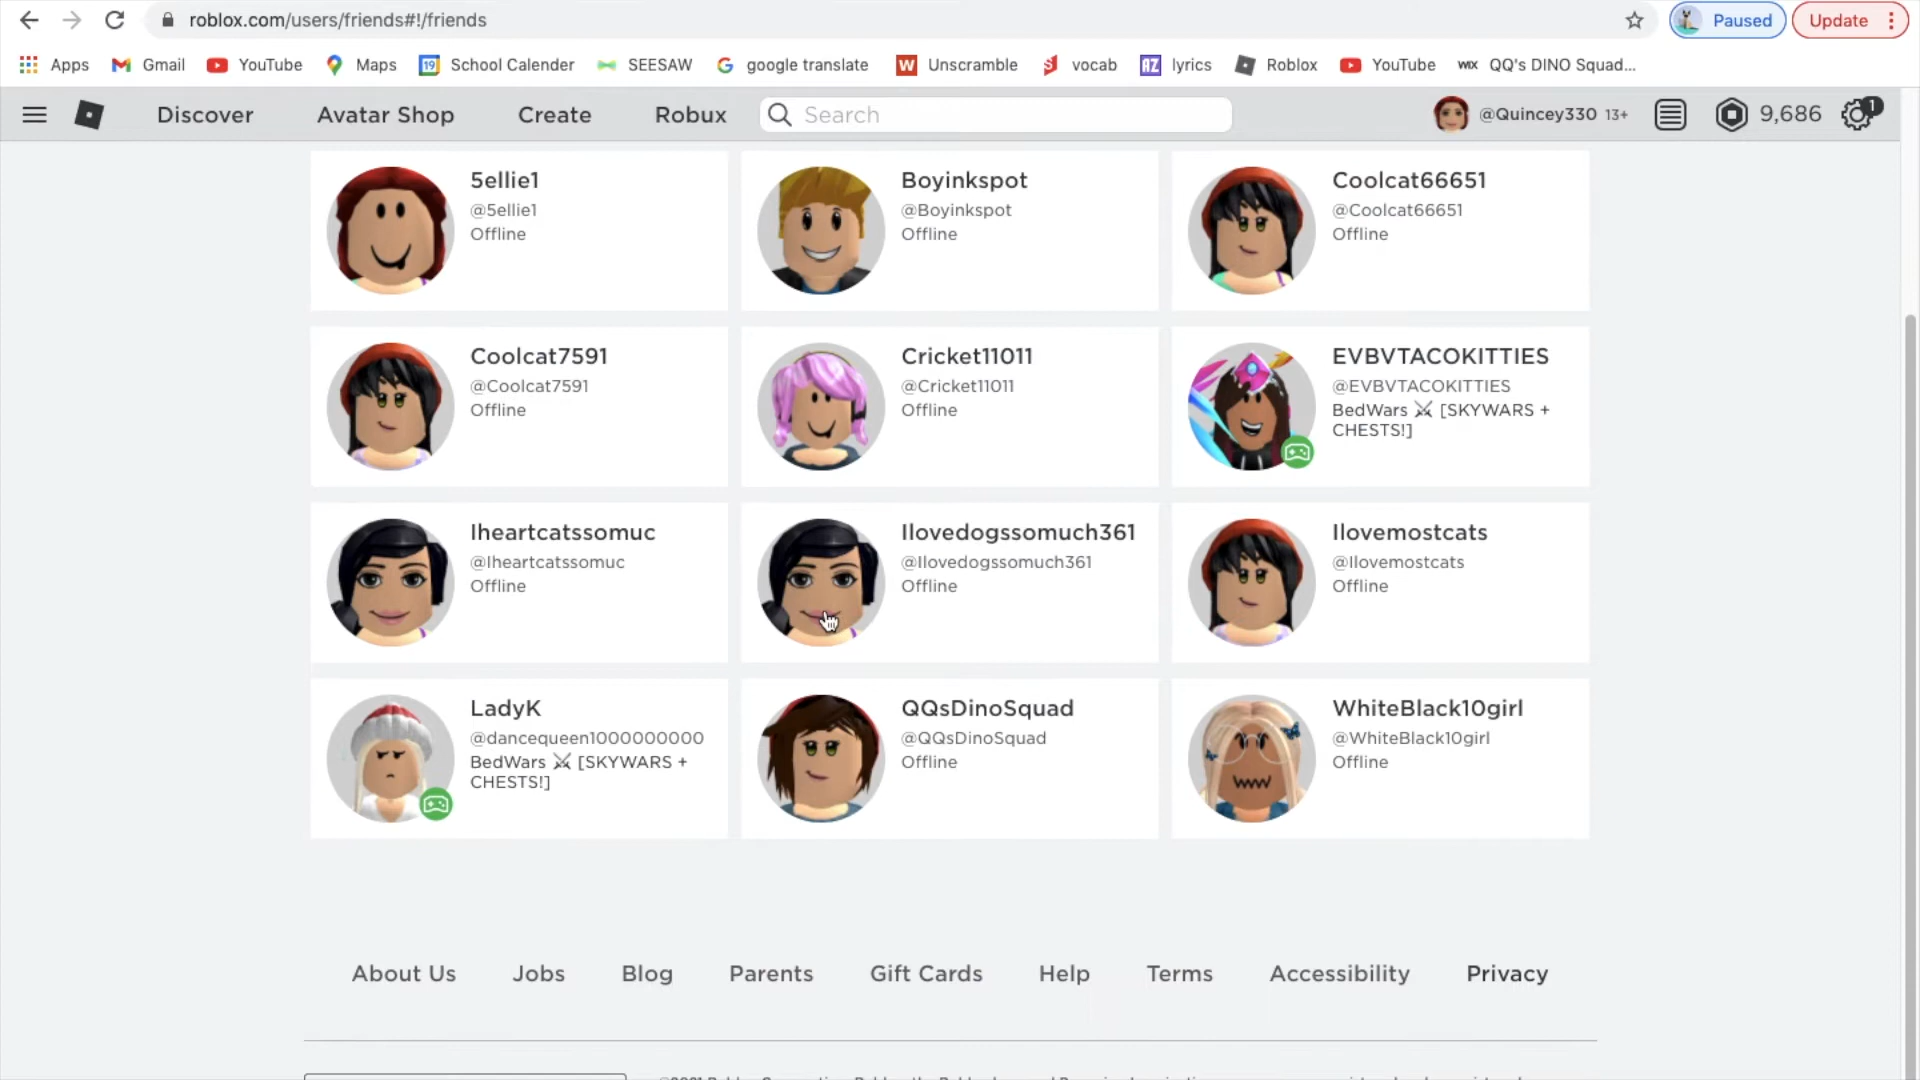 roblox.com/users/friends#!/friends
Paused
Update
Apps
Gmail
YouTube
Maps
19
School Calender
SEESAW
google translate
W
Unscramble
vocab
AZ
lyrics
Roblox
YouTube
WIX
QQ's DINO Squad...
Discover
Avatar Shop
Create
Robux
Search
@Quincey330 13+
9,686
1
5ellie1
@5ellie1
Offline
Boyinkspot
@Boyinkspot
Offline
Coolcat66651
@Coolcat66651
Offline
Coolcat7591
@Coolcat7591
Offline
Cricket11011
@Cricket11011
Offline
EVBVTACOKITTIES
@EVBVTACOKITTIES
BedWars ⚔ [SKYWARS +
CHESTS!]
Iheartcatssomuc
@Iheartcatssomuc
Offline
Ilovedogssomuch361
@Ilovedogssomuch361
Offline
Ilovemostcats
@Ilovemostcats
Offline
LadyK
@dancequeen1000000000
BedWars ⚔ [SKYWARS +
CHESTS!]
QQsDinoSquad
@QQsDinoSquad
Offline
WhiteBlack10girl
@WhiteBlack10girl
Offline
About Us
Jobs
Blog
Parents
Gift Cards
Help
Terms
Accessibility
Privacy